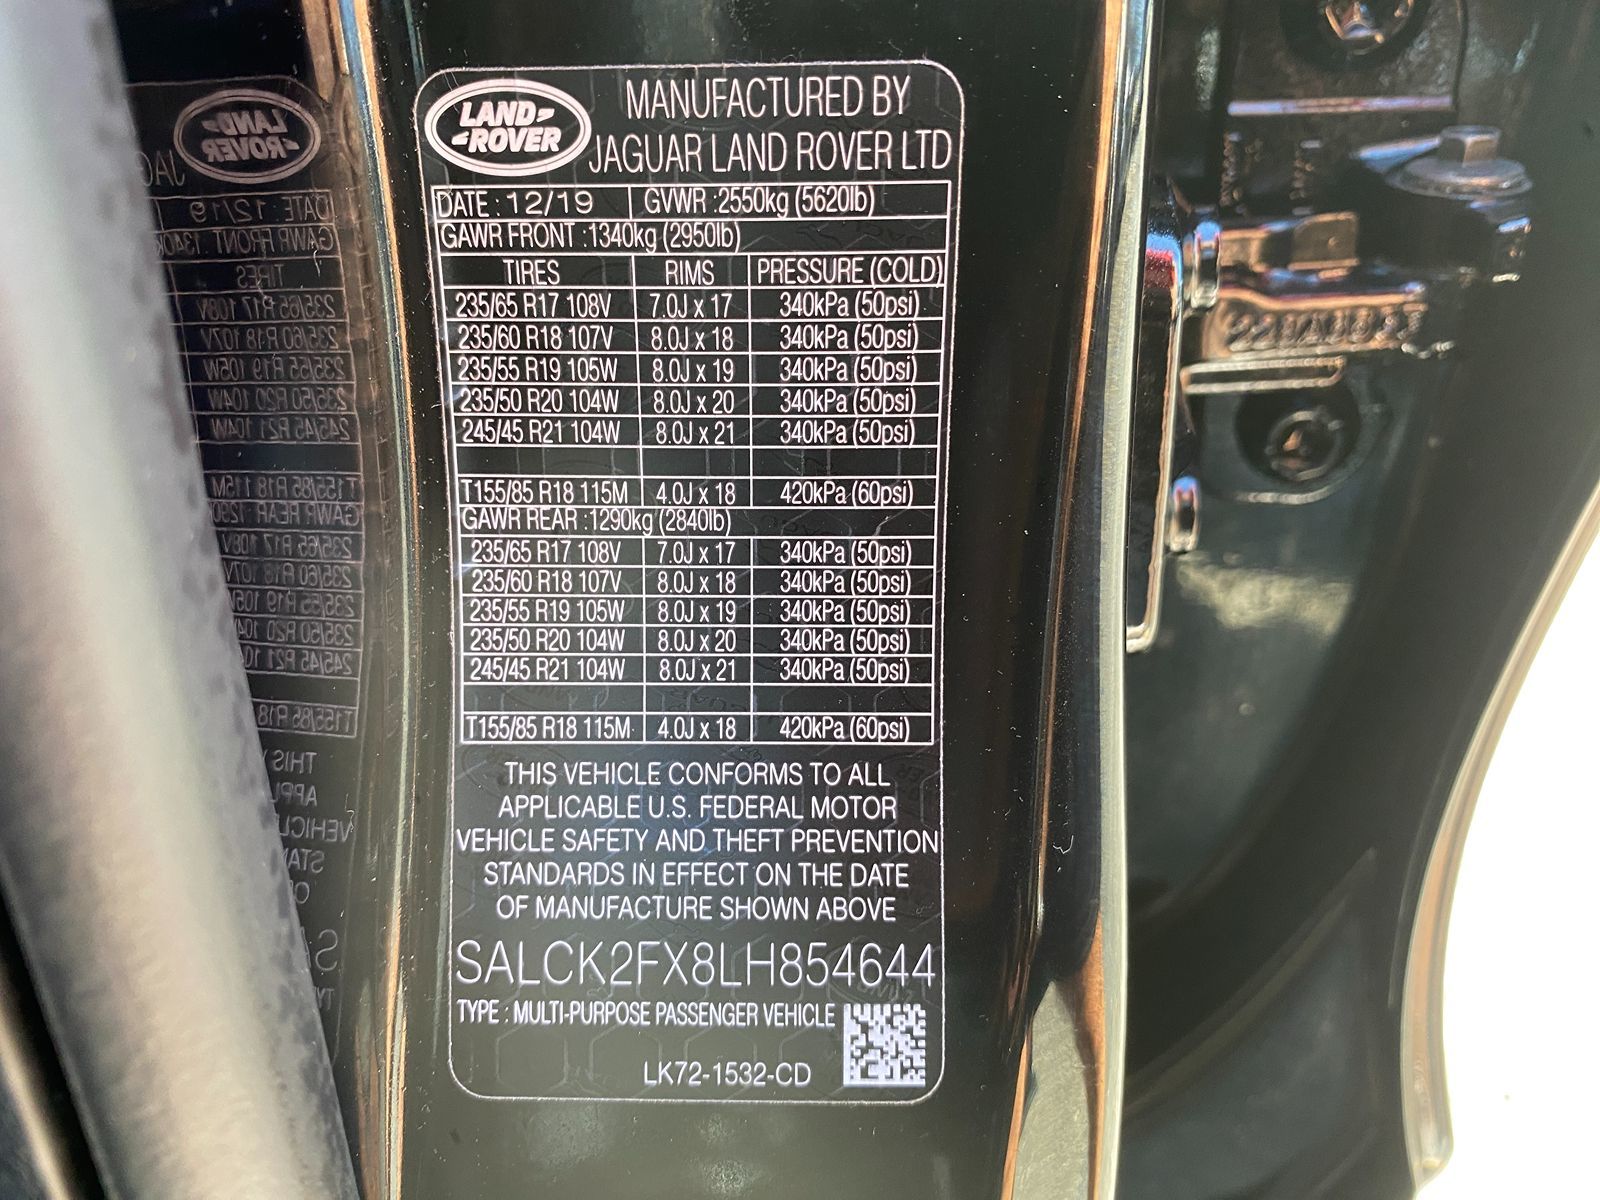 LAND
ROVER
MANUFACTURED BY
JAGUAR LAND ROVER LTD
DATE : 12/19 GVWR :2550kg (5620lb)
GAWR FRONT :1340kg (2950lb)
TIRES RIMS PRESSURE (COLD)
235/65 R17 108V 7.0J x 17 340kPa (50psi)
235/60 R18 107V 8.0J x 18 340kPa (50psi)
235/55 R19 105W 8.0J x 19 340kPa (50psi)
235/50 R20 104W 8.0J x 20 340kPa (50psi)
245/45 R21 104W 8.0J x 21 340kPa (50psi)
T155/85 R18 115M 4.0J x 18 420kPa (60psi)
GAWR REAR :1290kg (2840lb)
235/65 R17 108V 7.0J x 17 340kPa (50psi)
235/60 R18 107V 8.0J x 18 340kPa (50psi)
235/55 R19 105W 8.0J x 19 340kPa (50psi)
235/50 R20 104W 8.0J x 20 340kPa (50psi)
245/45 R21 104W 8.0J x 21 340kPa (50psi)
T155/85 R18 115M 4.0J x 18 420kPa (60psi)
THIS VEHICLE CONFORMS TO ALL
APPLICABLE U.S. FEDERAL MOTOR
VEHICLE SAFETY AND THEFT PREVENTION
STANDARDS IN EFFECT ON THE DATE
OF MANUFACTURE SHOWN ABOVE
SALCK2FX8LH854644
TYPE : MULTI-PURPOSE PASSENGER VEHICLE
LK72-1532-CD